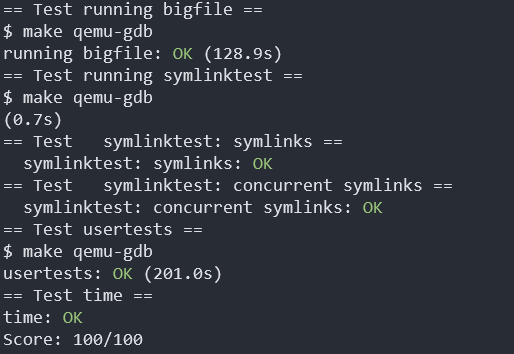 == Test running bigfile ==
$ make qemu-gdb
running bigfile: OK (128.9s)
== Test running symlinktest ==
$ make qemu-gdb
(0.7s)
== Test   symlinktest: symlinks ==
  symlinktest: symlinks: OK
== Test   symlinktest: concurrent symlinks ==
  symlinktest: concurrent symlinks: OK
== Test usertests ==
$ make qemu-gdb
usertests: OK (201.0s)
== Test time ==
time: OK
Score: 100/100